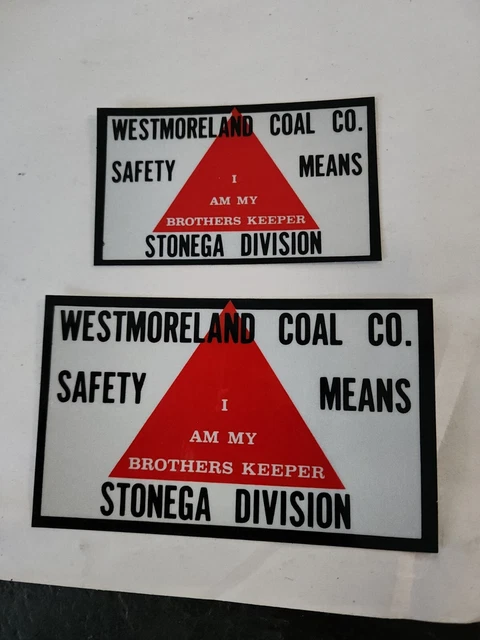 WESTMORELAND COAL CO.
SAFETY MEANS
I
AM MY
BROTHERS KEEPER
STONEGA DIVISION
WESTMORELAND COAL CO.
SAFETY MEANS
I
AM MY
BROTHERS KEEPER
STONEGA DIVISION